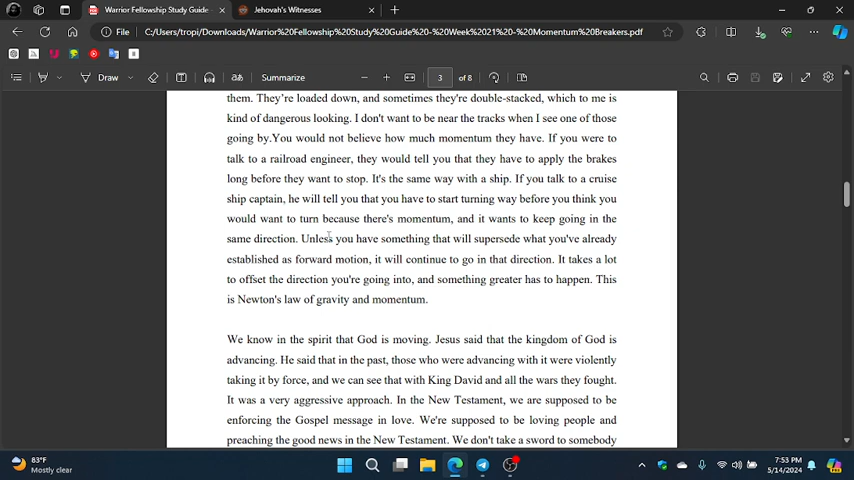 Warrior Fellowship Study Guide -
Jehovah's Witnesses
File
C:/Users/tropi/Downloads/Warrior%20Fellowship%20Study%20Guide%20-%20Week%2021%20-%20Momentum%20Breakers.pdf
Draw
Summarize
3
of 8
them. They're loaded down, and sometimes they're double-stacked, which to me is
kind of dangerous looking. I don't want to be near the tracks when I see one of those
going by.You would not believe how much momentum they have. If you were to
talk to a railroad engineer, they would tell you that they have to apply the brakes
long before they want to stop. It's the same way with a ship. If you talk to a cruise
ship captain, he will tell you that you have to start turning way before you think you
would want to turn because there's momentum, and it wants to keep going in the
same direction. Unless you have something that will supersede what you've already
established as forward motion, it will continue to go in that direction. It takes a lot
to offset the direction you're going into, and something greater has to happen. This
is Newton's law of gravity and momentum.
We know in the spirit that God is moving. Jesus said that the kingdom of God is
advancing. He said that in the past, those who were advancing with it were violently
taking it by force, and we can see that with King David and all the wars they fought.
It was a very aggressive approach. In the New Testament, we are supposed to be
enforcing the Gospel message in love. We're supposed to be loving people and
preaching the good news in the New Testament. We don't take a sword to somebody
83°F
Mostly clear
7:53 PM
5/14/2024